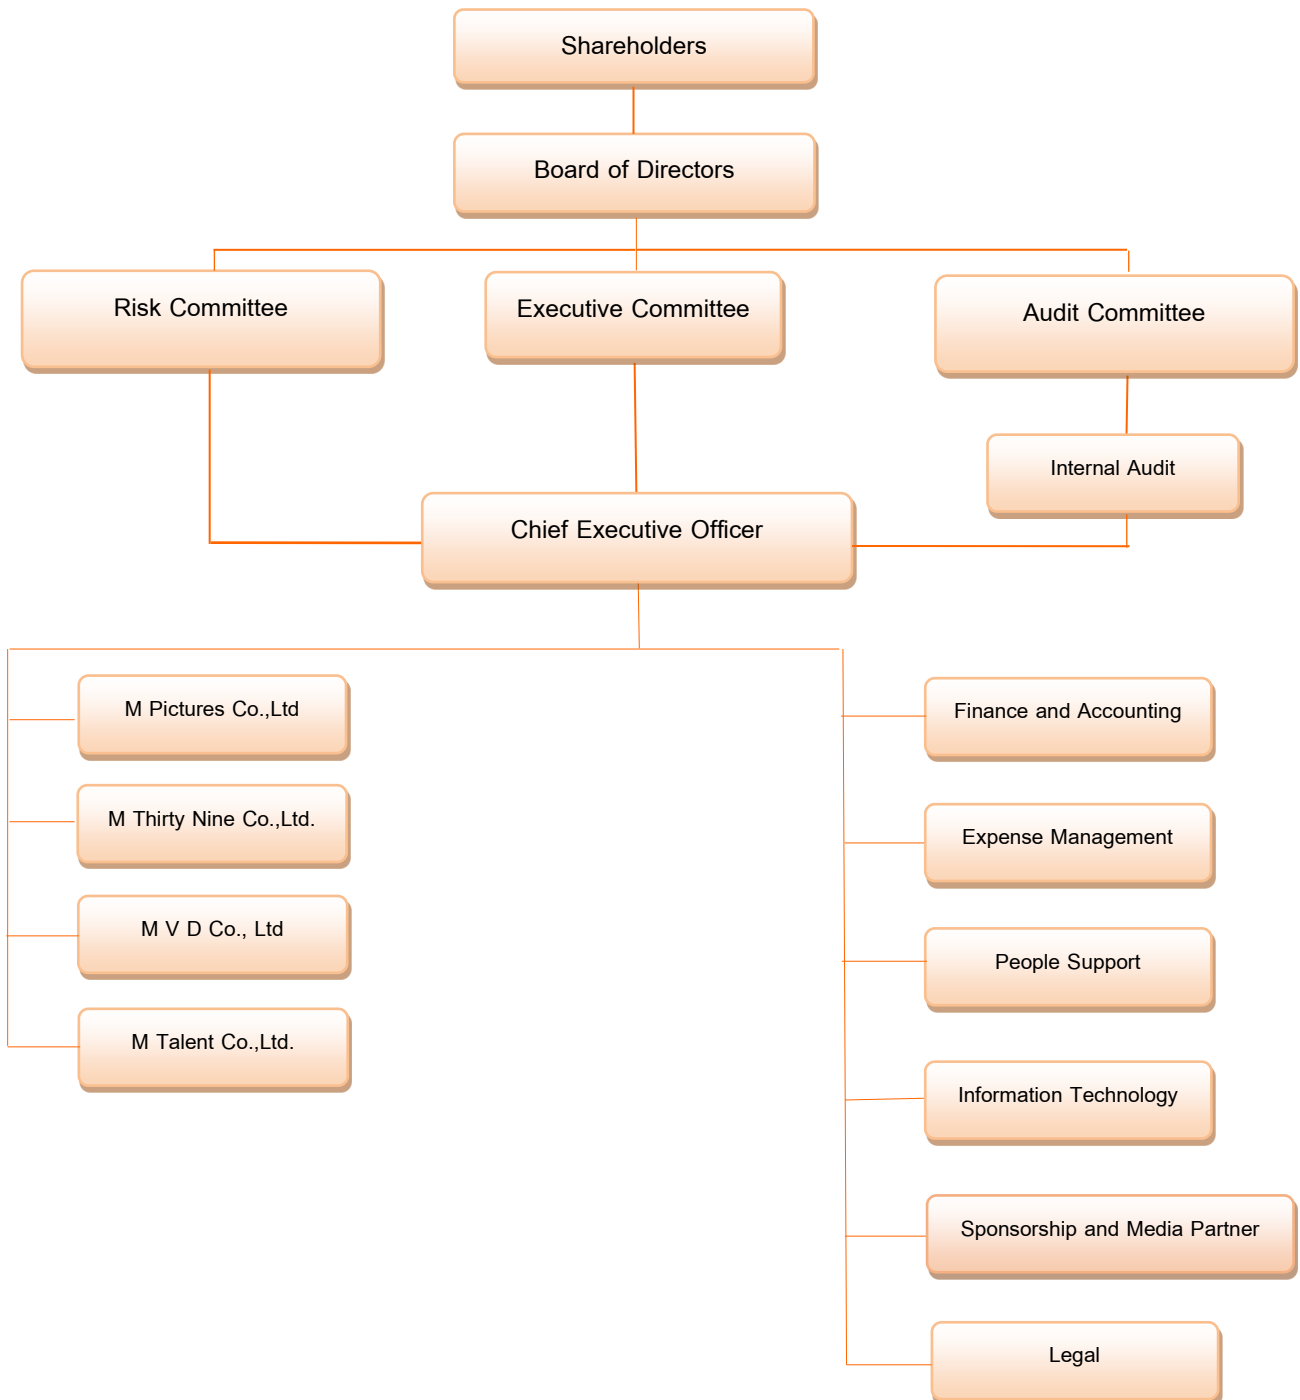 Shareholders
Board of Directors
Risk Committee
Executive Committee
Audit Committee
Internal Audit
Chief Executive Officer
M Pictures Co.,Ltd
M Thirty Nine Co.,Ltd.
M V D Co., Ltd
M Talent Co.,Ltd.
Finance and Accounting
Expense Management
People Support
Information Technology
Sponsorship and Media Partner
Legal